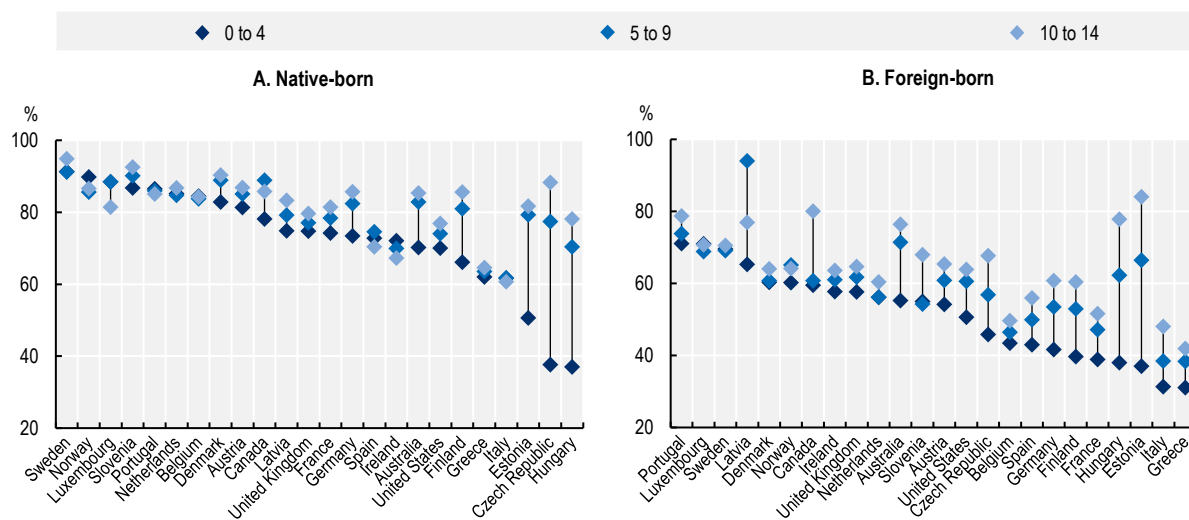 0 to 4
5 to 9
10 to 14
A. Native-born
%
100
80
60
40
20
Sweden
Norway
Luxembourg
Slovenia
Portugal
Netherlands
Belgium
Denmark
Austria
Canada
Latvia
United Kingdom
France
Germany
Spain
Ireland
Australia
United States
Finland
Greece
Italy
Estonia
Czech Republic
Hungary
B. Foreign-born
%
100
80
60
40
20
Portugal
Luxembourg
Sweden
Latvia
Denmark
Norway
Canada
Ireland
United Kingdom
Netherlands
Australia
Slovenia
Austria
United States
Czech Republic
Belgium
Spain
Germany
Finland
France
Hungary
Estonia
Italy
Greece